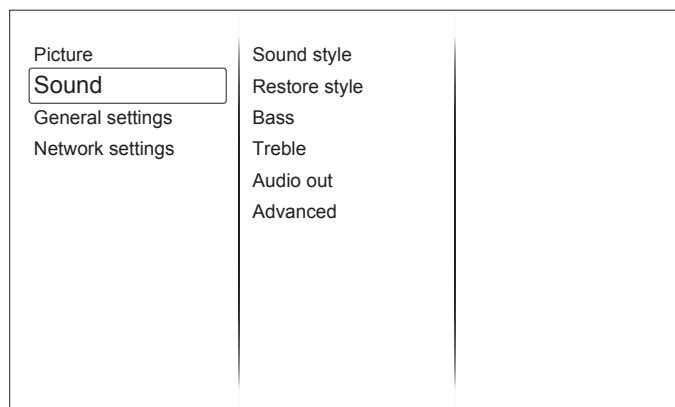 Picture
Sound
General settings
Network settings
Sound style
Restore style
Bass
Treble
Audio out
Advanced